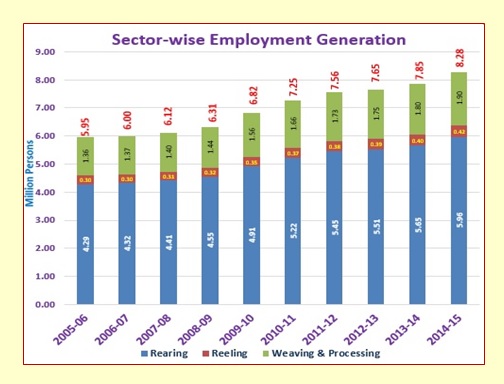 Sector-wise Employment Generation
Million Persons
9.00
8.00
7.00
6.00
5.00
4.00
3.00
2.00
1.00
0.00
5.95 6.00 6.12 6.31 6.82 7.25 7.56 7.65 7.85 8.28
1.36 1.37 1.40 1.44 1.56 1.66 1.73 1.75 1.80 1.90
0.30 0.30 0.31 0.32 0.35 0.37 0.38 0.39 0.40 0.42
4.29 4.32 4.41 4.55 4.91 5.22 5.45 5.51 5.65 5.96
2005-06 2006-07 2007-08 2008-09 2009-10 2010-11 2011-12 2012-13 2013-14 2014-15
Rearing Reeling Weaving & Processing